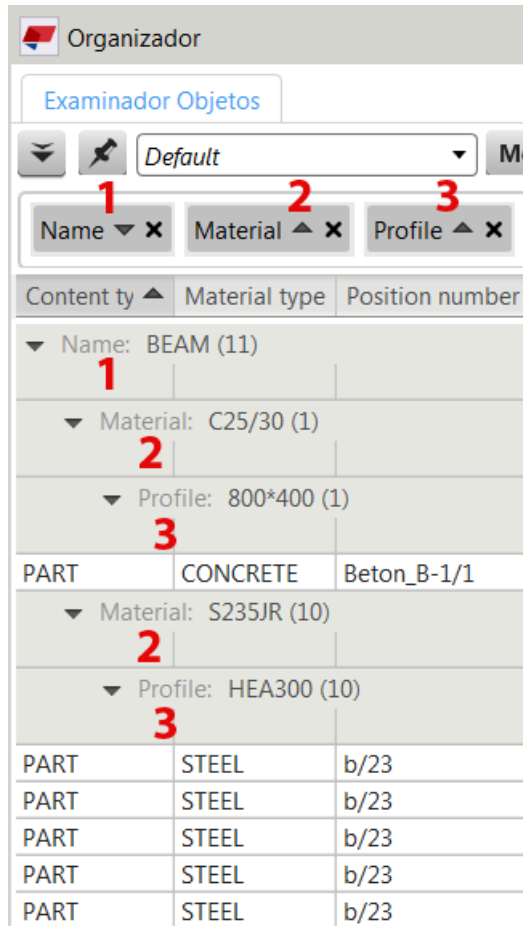 Organizador
Examinador Objetos
Default
1 2 3
Name Material Profile
Content ty Material type Position number
Name: BEAM (11)
1
Material: C25/30 (1)
2
Profile: 800*400 (1)
3
PART CONCRETE Beton_B-1/1
Material: S235JR (10)
2
Profile: HEA300 (10)
3
PART STEEL b/23
PART STEEL b/23
PART STEEL b/23
PART STEEL b/23
PART STEEL b/23